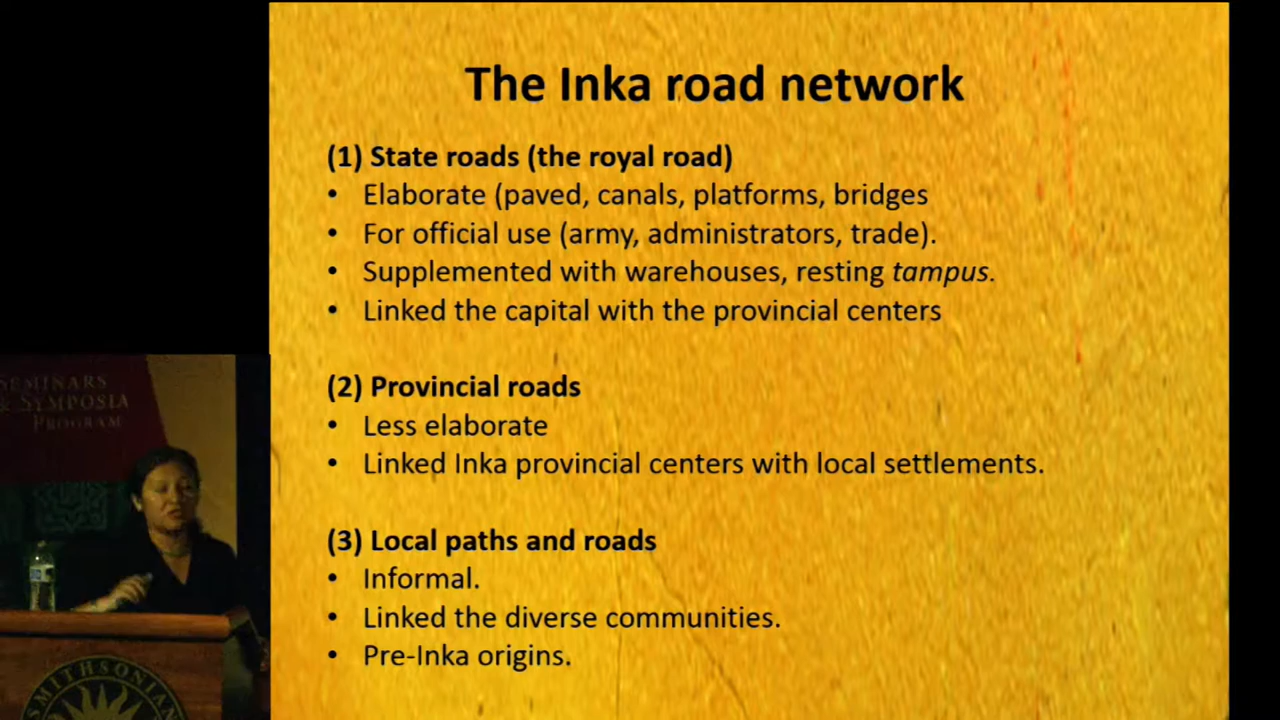 The Inka road network
(1) State roads (the royal road)
• Elaborate (paved, canals, platforms, bridges
• For official use (army, administrators, trade).
• Supplemented with warehouses, resting tampus.
• Linked the capital with the provincial centers
(2) Provincial roads
• Less elaborate
• Linked Inka provincial centers with local settlements.
(3) Local paths and roads
• Informal.
• Linked the diverse communities.
• Pre-Inka origins.
SEMINARS
& SYMPOSIA
PROGRAM
SMITHSONIAN